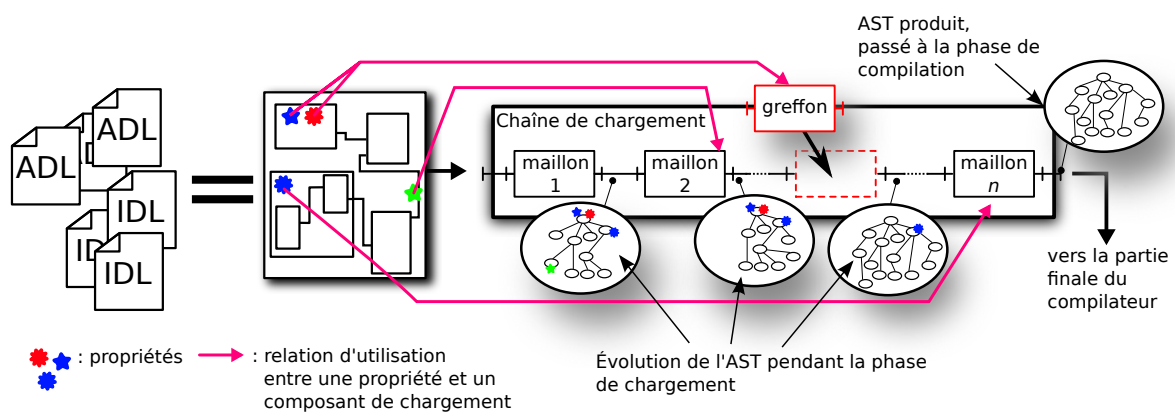 AST produit,
passé à la phase de
compilation
greffon
Chaîne de chargement
ADL
ADL
maillon
1
maillon
2
maillon
n
IDL
ID
IDL
vers la partie
finale du
compilateur
: propriétés
: relation d'utilisation
entre une propriété et un
composant de chargement
Évolution de l'AST pendant la phase
de chargement